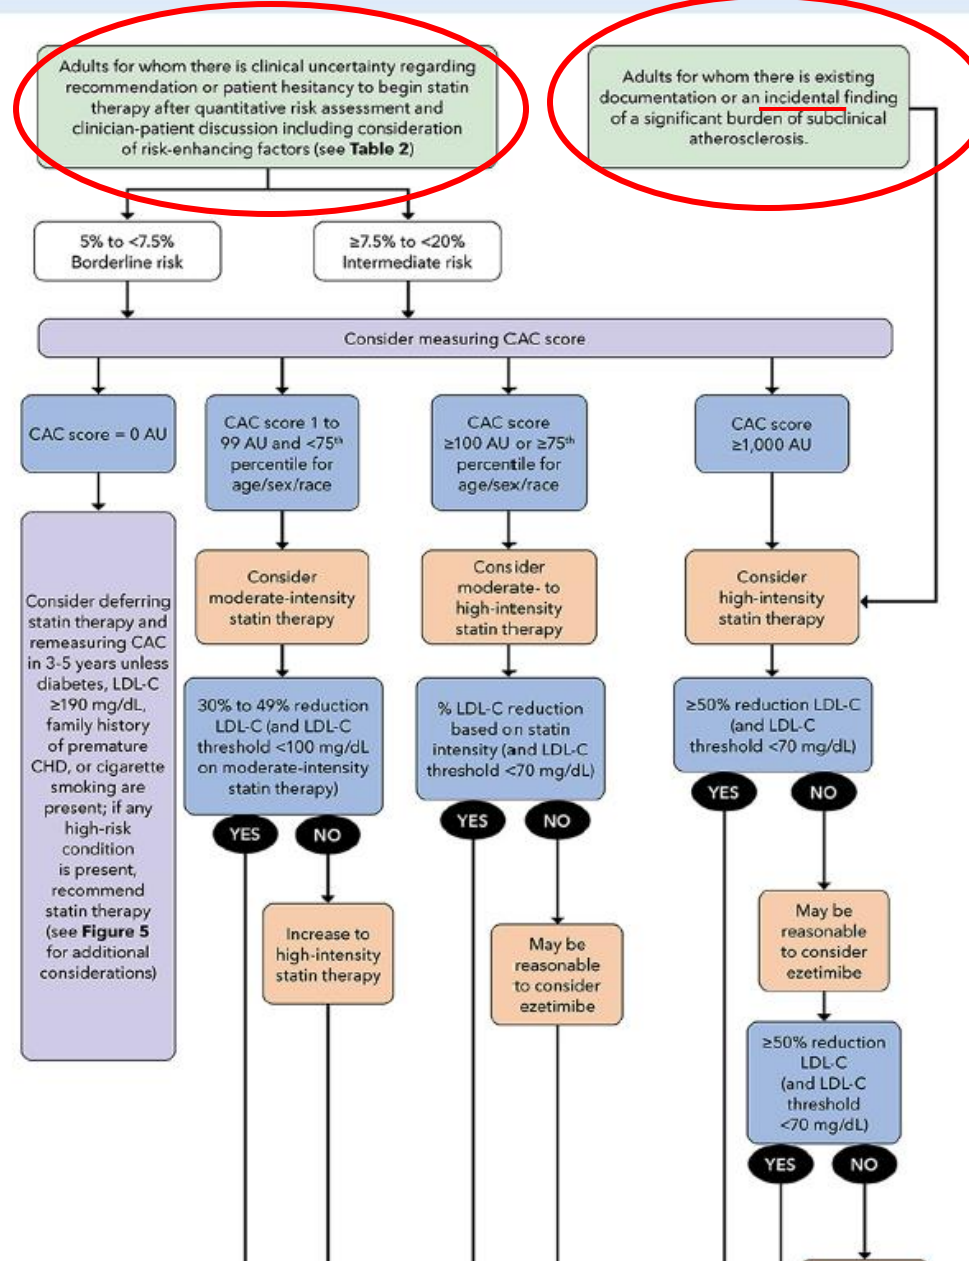 Adults for whom there is clinical uncertainty regarding
recommendation or patient hesitancy to begin statin
therapy after quantitative risk assessment and
clinician-patient discussion including consideration
of risk-enhancing factors (see Table 2)
Adults for whom there is existing
documentation or an incidental finding
of a significant burden of subclinical
atherosclerosis.
5% to <7.5%
Borderline risk
≥7.5% to <20%
Intermediate risk
Consider measuring CAC score
CAC score = 0 AU
CAC score 1 to
99 AU and <75th
percentile for
age/sex/race
CAC score
≥100 AU or ≥75th
percentile for
age/sex/race
CAC score
≥1,000 AU
Consider deferring
statin therapy and
remeasuring CAC
in 3-5 years unless
diabetes, LDL-C
≥190 mg/dL,
family history
of premature
CHD, or cigarette
smoking are
present; if any
high-risk
condition
is present,
recommend
statin therapy
(see Figure 5
for additional
considerations)
Consider
moderate-intensity
statin therapy
Consider
moderate- to
high-intensity
statin therapy
Consider
high-intensity
statin therapy
30% to 49% reduction
LDL-C (and LDL-C
threshold <100 mg/dL
on moderate-intensity
statin therapy)
% LDL-C reduction
based on statin
intensity (and LDL-C
threshold <70 mg/dL)
≥50% reduction LDL-C
(and LDL-C
threshold <70 mg/dL)
YES
NO
YES
NO
YES
NO
Increase to
high-intensity
statin therapy
May be
reasonable
to consider
ezetimibe
May be
reasonable
to consider
ezetimibe
≥50% reduction
LDL-C
(and LDL-C
threshold
<70 mg/dL)
YES
NO